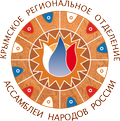 КРЫМСКОЕ РЕГИОНАЛЬНОЕ ОТДЕЛЕНИЕ
АССАМБЛЕИ НАРОДОВ РОССИИ